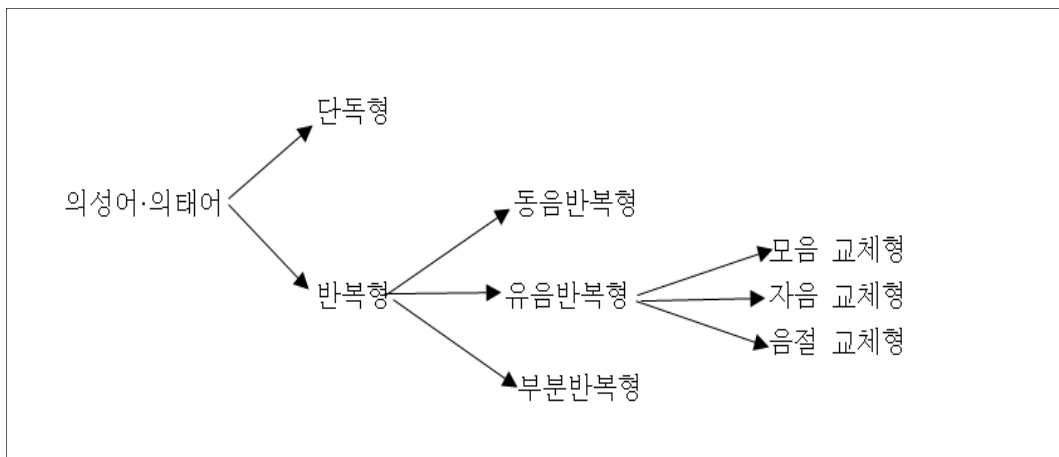 단독형
의성어·의태어
동음반복형
모음 교체형
반복형
유음반복형
자음 교체형
음절 교체형
부분반복형